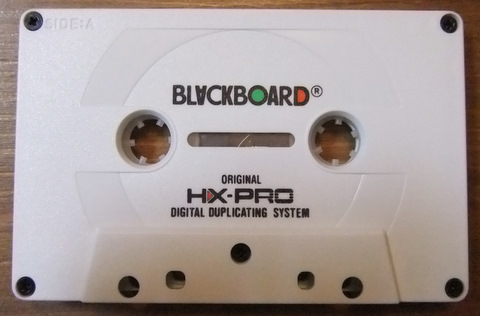 SIDE:A
BLACKBOARD®
ORIGINAL
HX-PRO
DIGITAL DUPLICATING SYSTEM